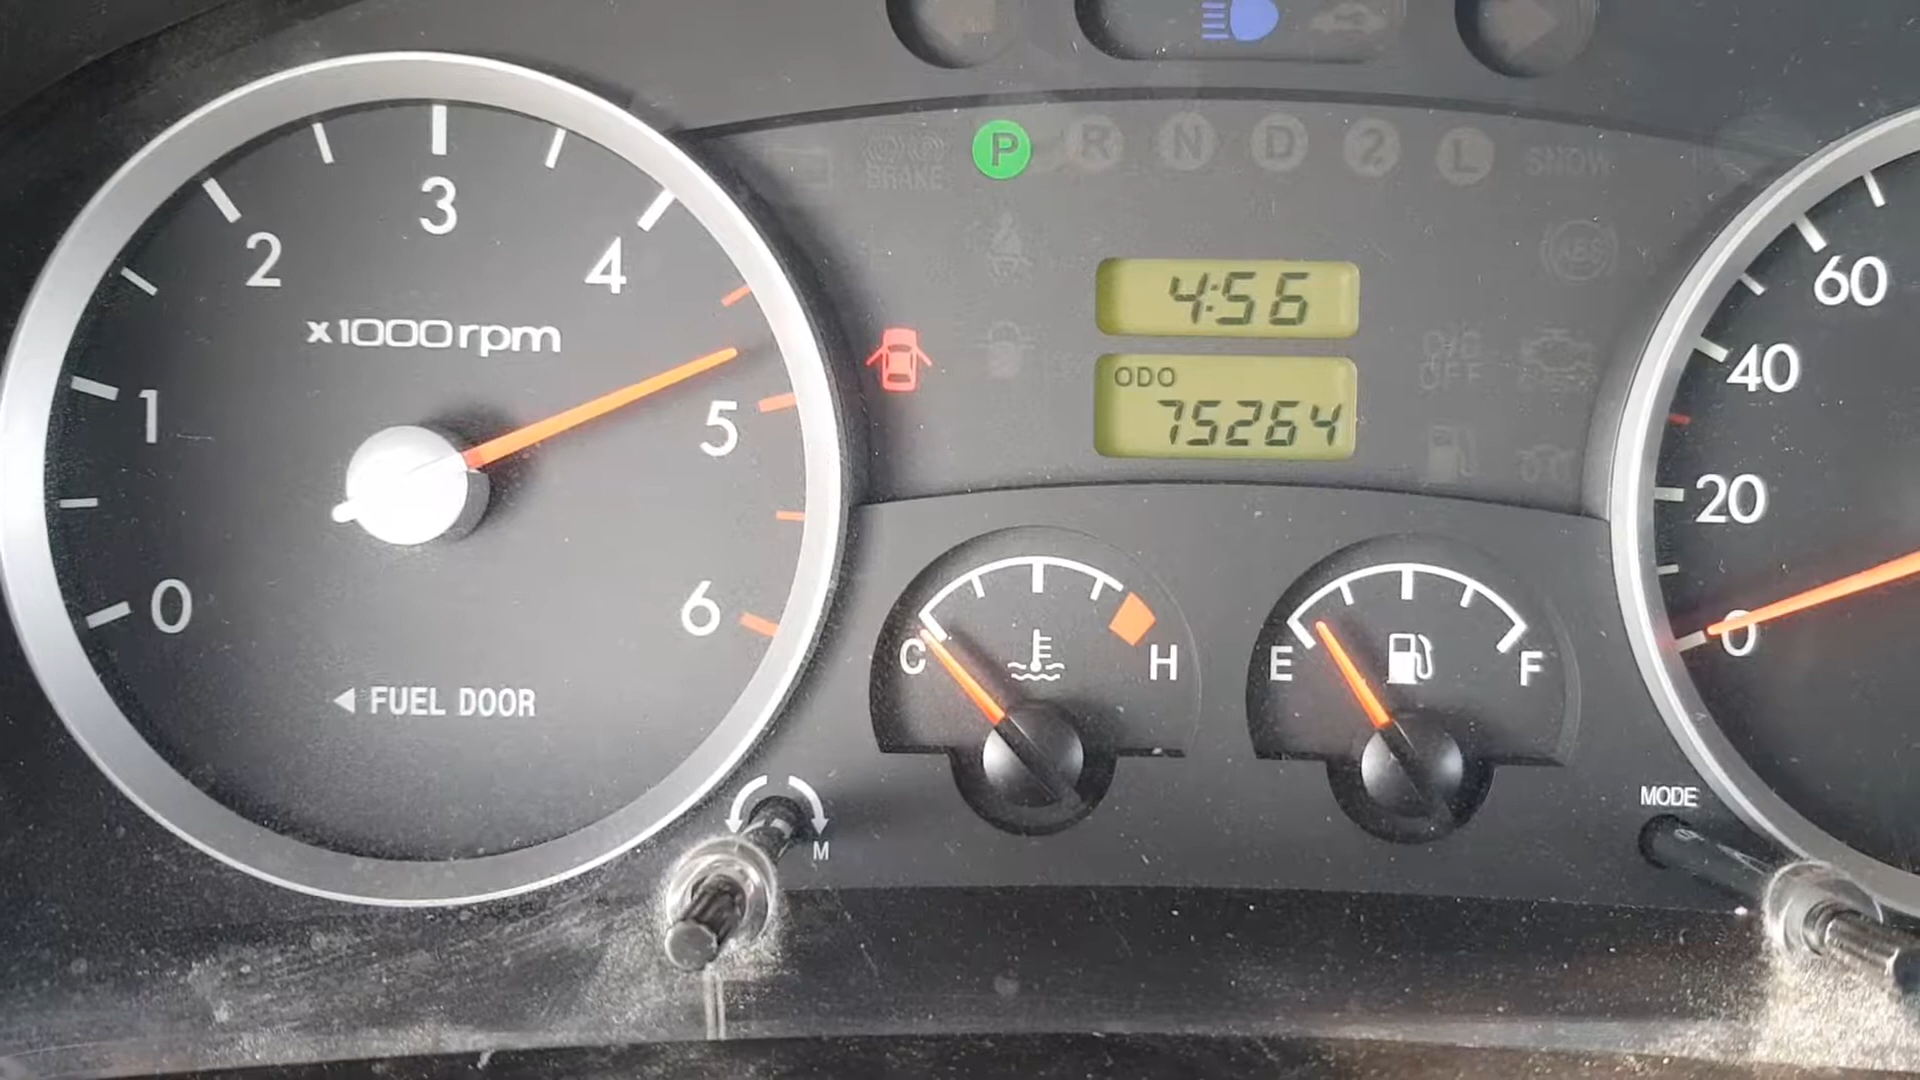 P R N D 2 L SNOW
BRAKE
ABS
4:56
ODO
75264
O/D
OFF
0 1 2 3 4 5 6
x1000rpm
◄ FUEL DOOR
C H
E F
M
MODE
0 20 40 60